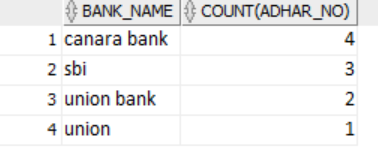 BANK_NAME COUNT(ADHAR_NO)
1 canara bank 4
2 sbi 3
3 union bank 2
4 union 1